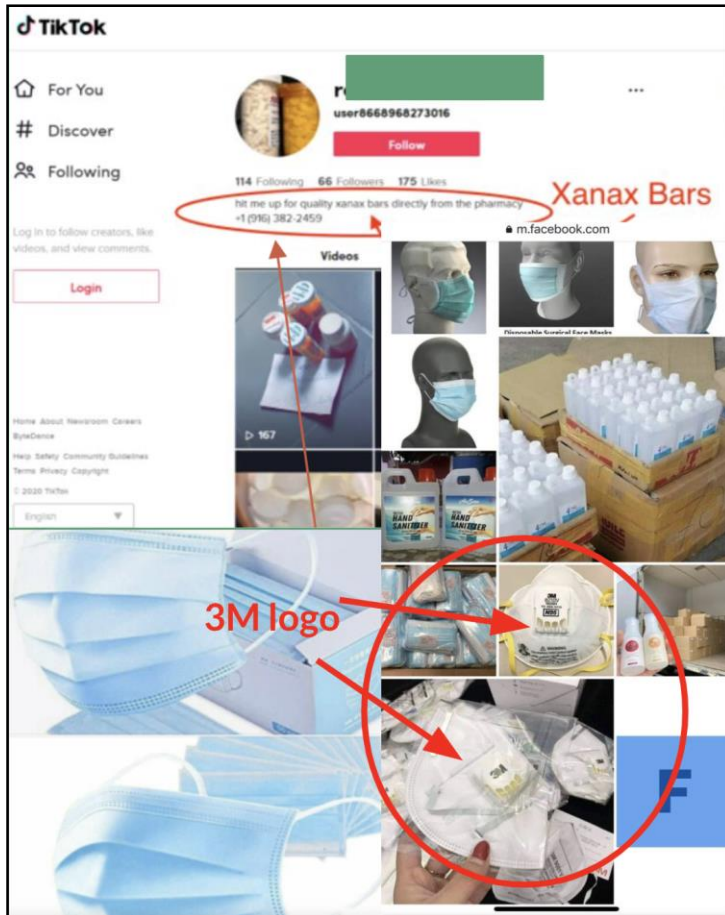 TikTok
For You
Discover
Following
user8668968273016
Follow
114 Following 66 Followers 175 Likes
hit me up for quality xanax bars directly from the pharmacy
+1 (916) 382-2459
Xanax Bars
m.facebook.com
Log in to follow creators, like
videos, and view comments.
Login
Videos
Disposable Surgical Face Masks
167
Home About Newsroom Careers
ByteDance
Help Safety Community Guidelines
Terms Privacy Copyright
© 2020 TikTok
English
HAND
SANITIZER
HAND
SANITIZER
3M logo
3M
3M
F